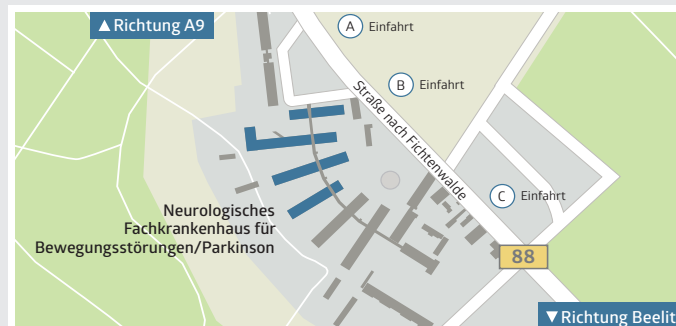 ▲ Richtung A9
A Einfahrt
B Einfahrt
Straße nach Fichtenwalde
C Einfahrt
Neurologisches
Fachkrankenhaus für
Bewegungsstörungen/Parkinson
88
▼ Richtung Beelit